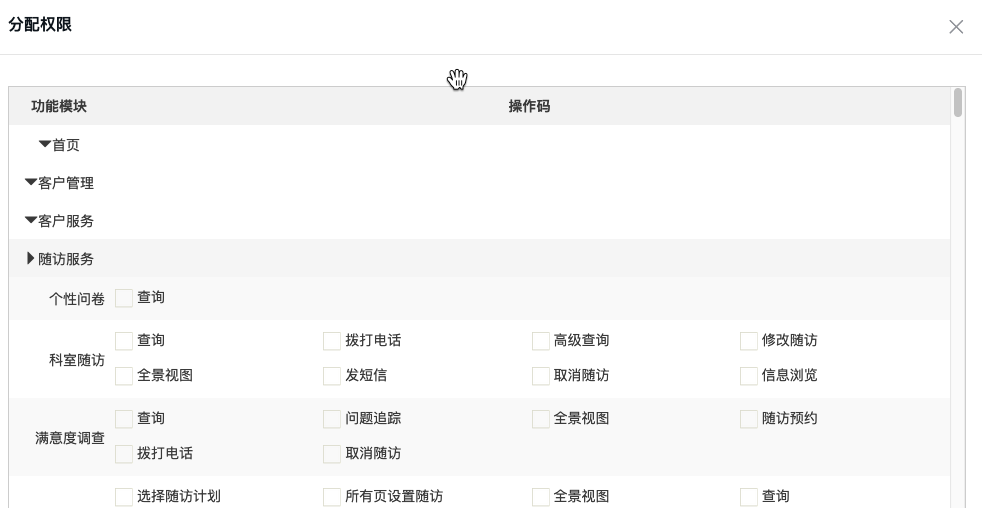 分配权限
功能模块 操作码
首页
客户管理
客户服务
随访服务
个性问卷 查询
科室随访 查询 拨打电话 高级查询 修改随访
全景视图 发短信 取消随访 信息浏览
满意度调查 查询 问题追踪 全景视图 随访预约
拨打电话 取消随访
选择随访计划 所有页设置随访 全景视图 查询